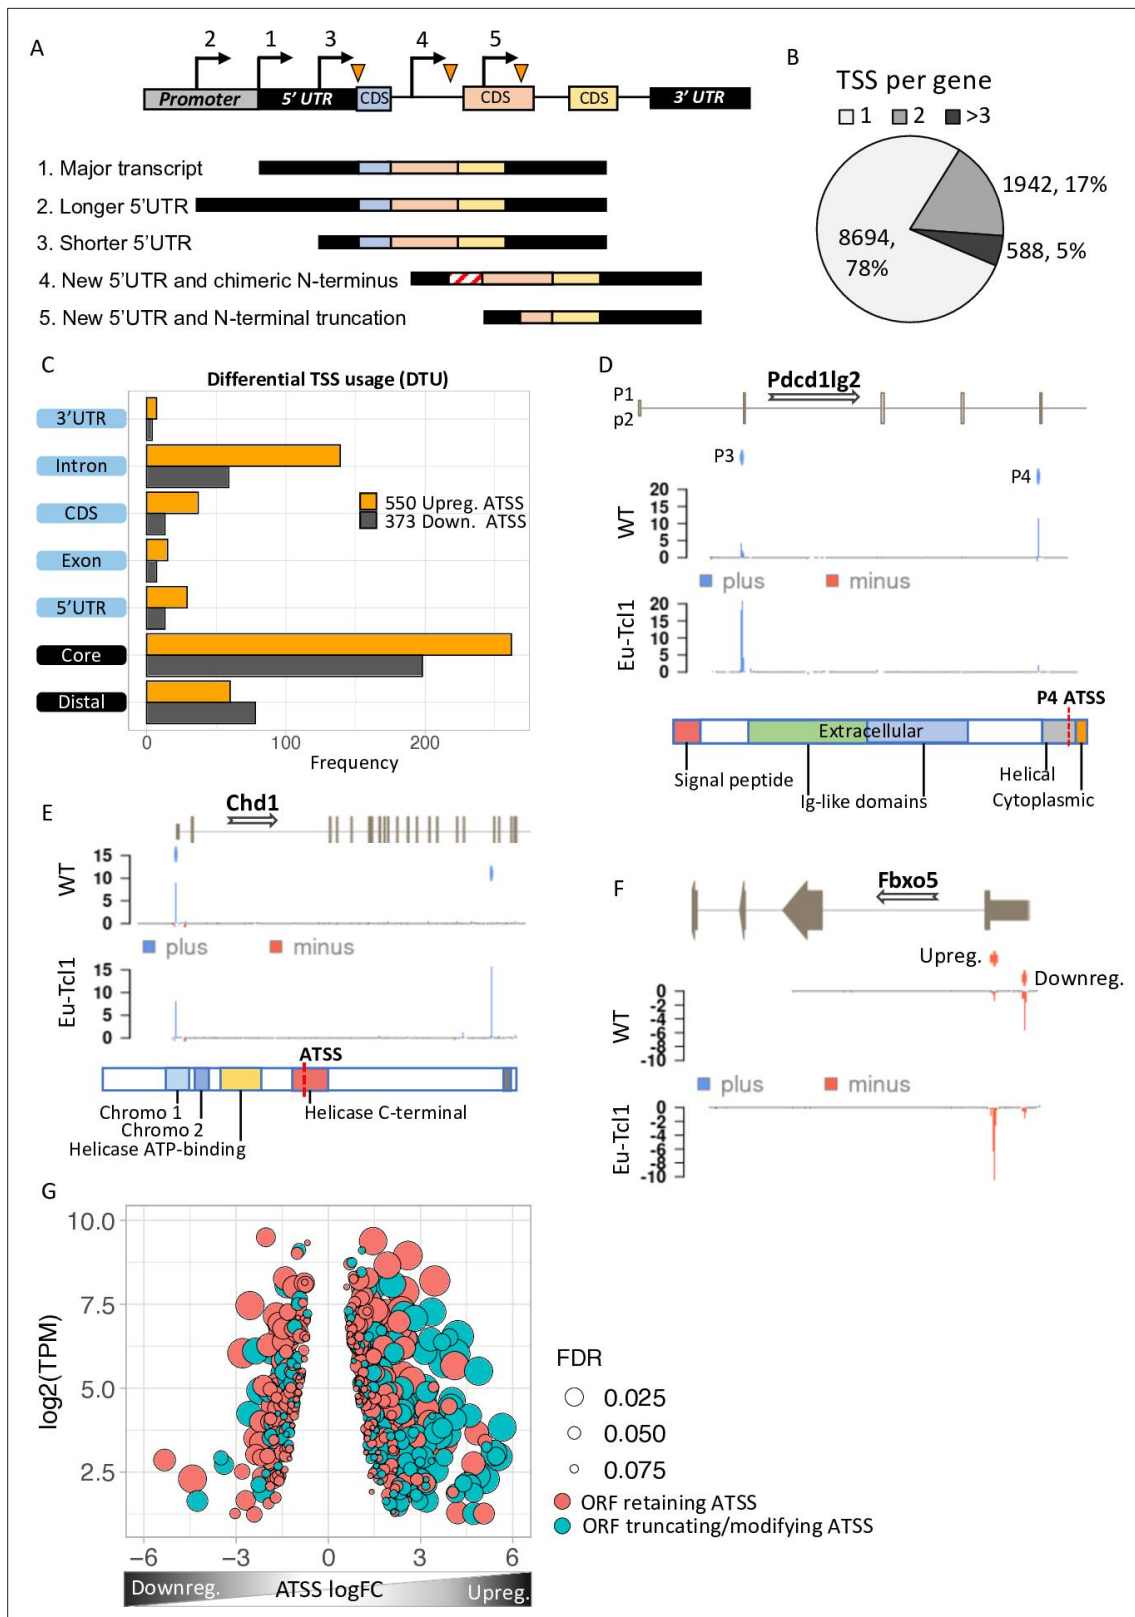 A
2 1 3 4 5
Promoter 5' UTR CDS CDS CDS 3' UTR
1. Major transcript
2. Longer 5'UTR
3. Shorter 5'UTR
4. New 5'UTR and chimeric N-terminus
5. New 5'UTR and N-terminal truncation
B
TSS per gene
1 2 >3
1942, 17%
8694,
78%
588, 5%
C
Differential TSS usage (DTU)
3'UTR
Intron
CDS
Exon
5'UTR
Core
Distal
550 Upreg. ATSS
373 Down. ATSS
0 100 200
Frequency
D
Pdcd1lg2
P1
p2
P3
P4
WT
20
15
10
5
0
plus minus
Eu-Tcl1
20
15
10
5
0
P4 ATSS
Extracellular
Signal peptide
Ig-like domains
Helical
Cytoplasmic
E
Chd1
WT
15
10
5
0
plus minus
Eu-Tcl1
15
10
5
0
ATSS
Chromo 1
Chromo 2
Helicase ATP-binding
Helicase C-terminal
F
Fbxo5
Upreg.
Downreg.
WT
0
-2
-4
-6
-8
-10
plus minus
Eu-Tcl1
0
-2
-4
-6
-8
-10
G
log2(TPM)
10.0
7.5
5.0
2.5
−6 −3 0 3 6
Downreg. ATSS logFC Upreg.
FDR
0.025
0.050
0.075
ORF retaining ATSS
ORF truncating/modifying ATSS